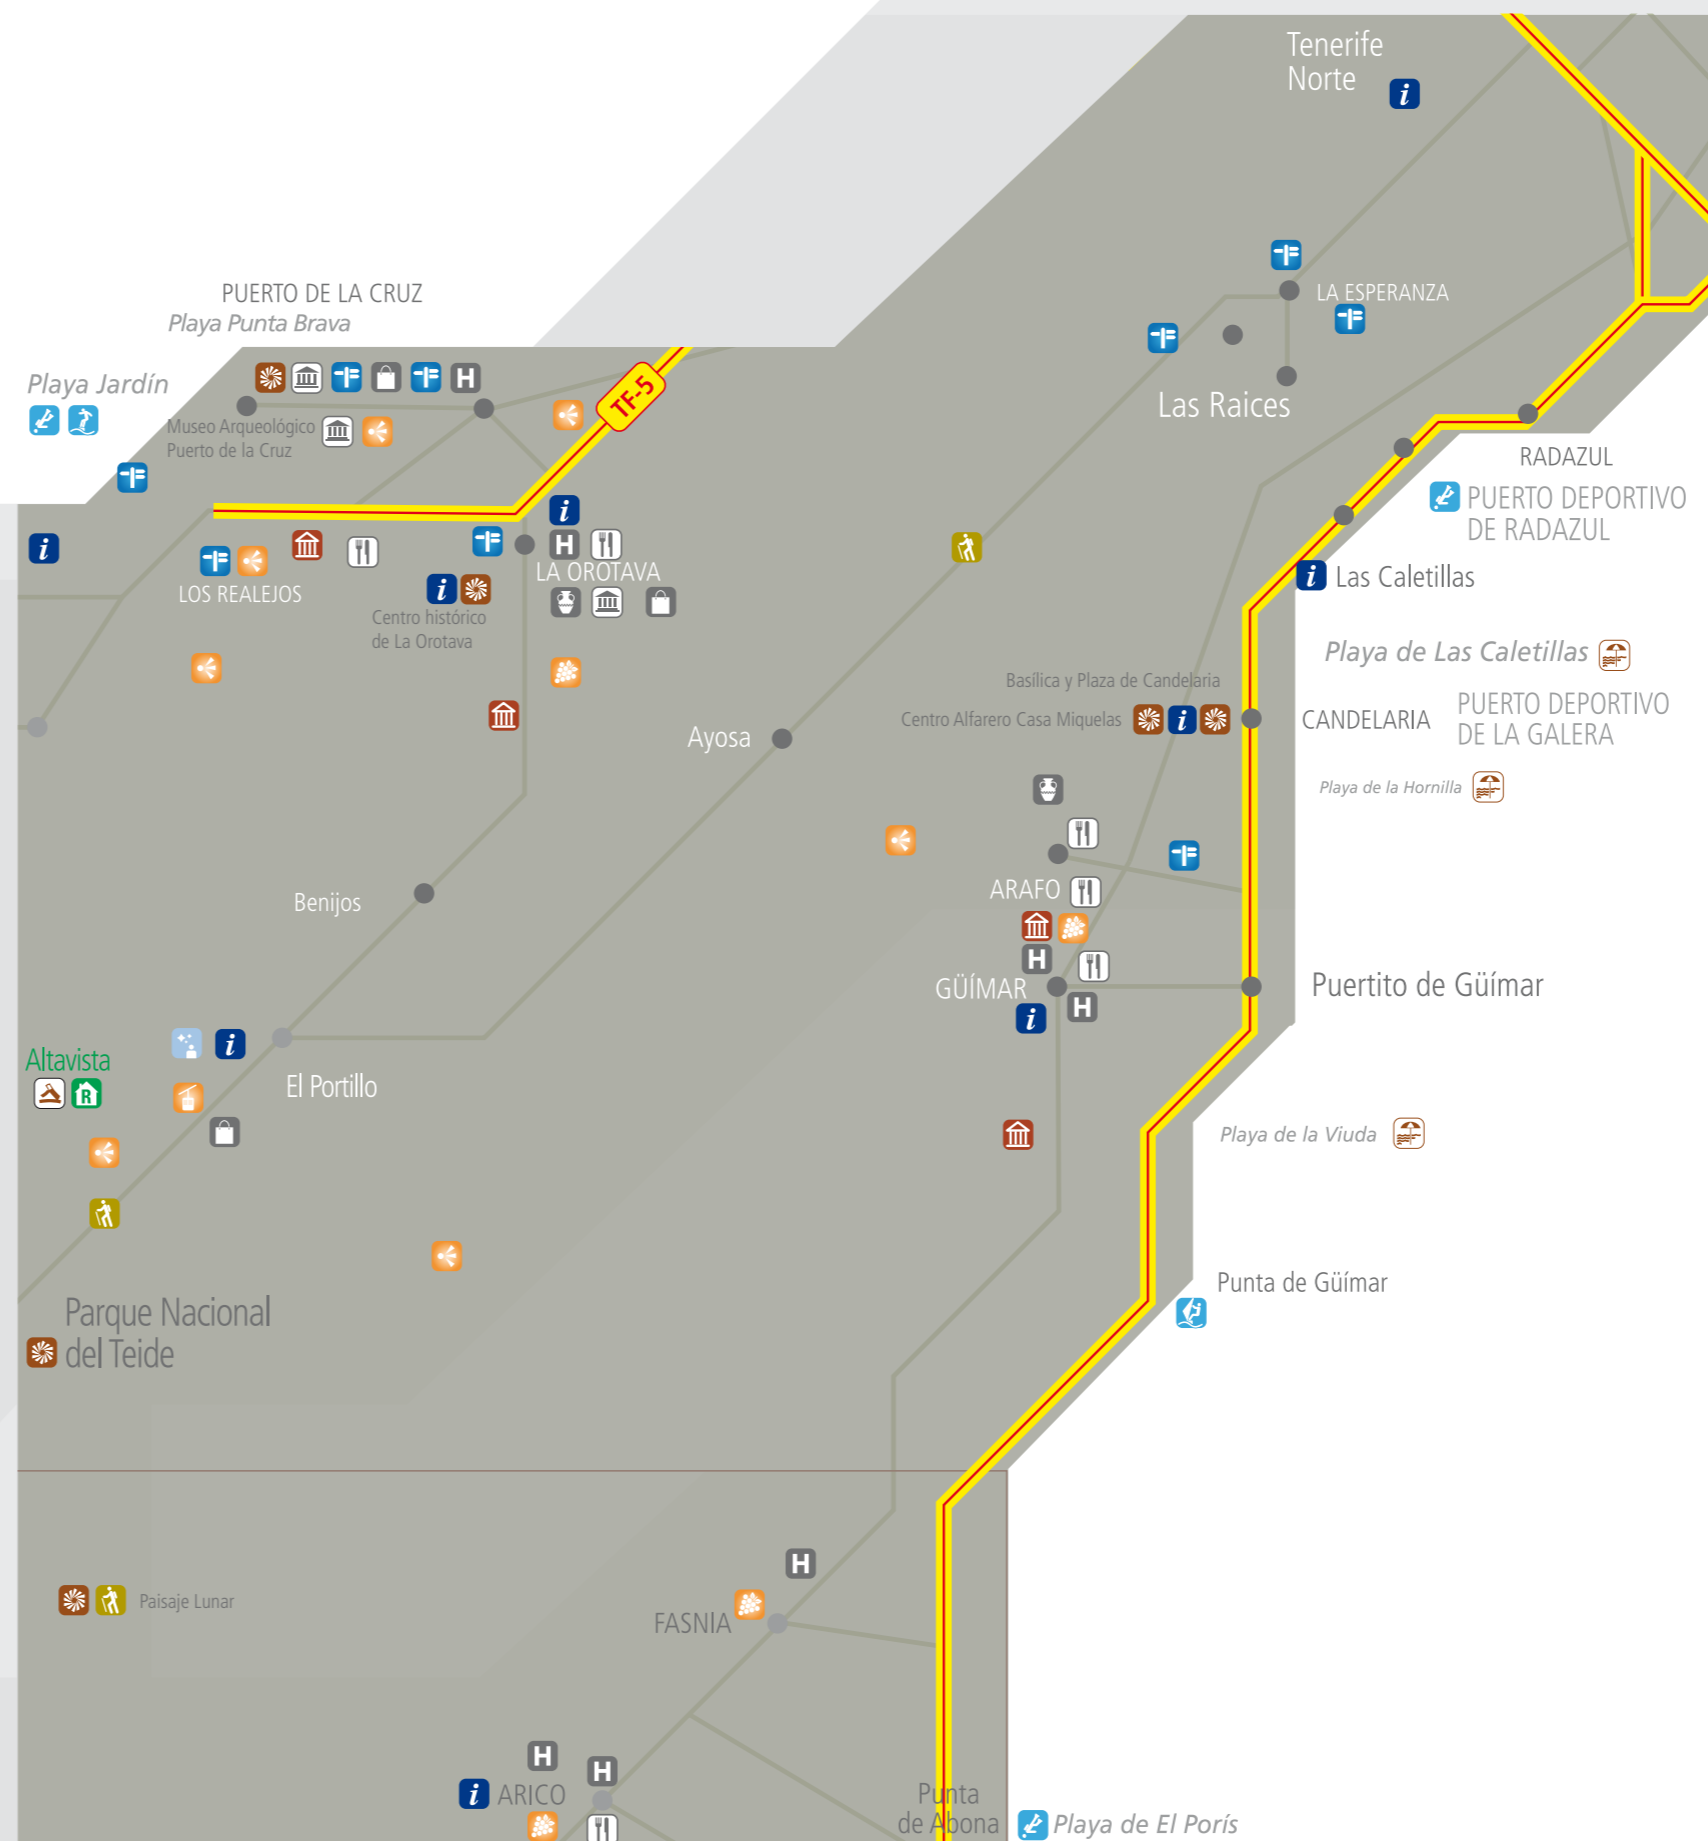 Tenerife
Norte
i
PUERTO DE LA CRUZ
Playa Punta Brava
LA ESPERANZA
Playa Jardín
H
TF-5
Las Raices
Museo Arqueológico
Puerto de la Cruz
RADAZUL
PUERTO DEPORTIVO
DE RADAZUL
i
i
H
LA OROTAVA
i Las Caletillas
LOS REALEJOS
i
Centro histórico
de La Orotava
Playa de Las Caletillas
Basílica y Plaza de Candelaria
Centro Alfarero Casa Miquelas
i
CANDELARIA
PUERTO DEPORTIVO
DE LA GALERA
Ayosa
Playa de la Hornilla
Benijos
ARAFO
H
GÜÍMAR
H
i
Puertito de Güímar
i
Altavista
R
El Portillo
Playa de la Viuda
Punta de Güímar
Parque Nacional
del Teide
H
Paisaje Lunar
FASNIA
H
H
i ARICO
Punta
de Abona
Playa de El Porís